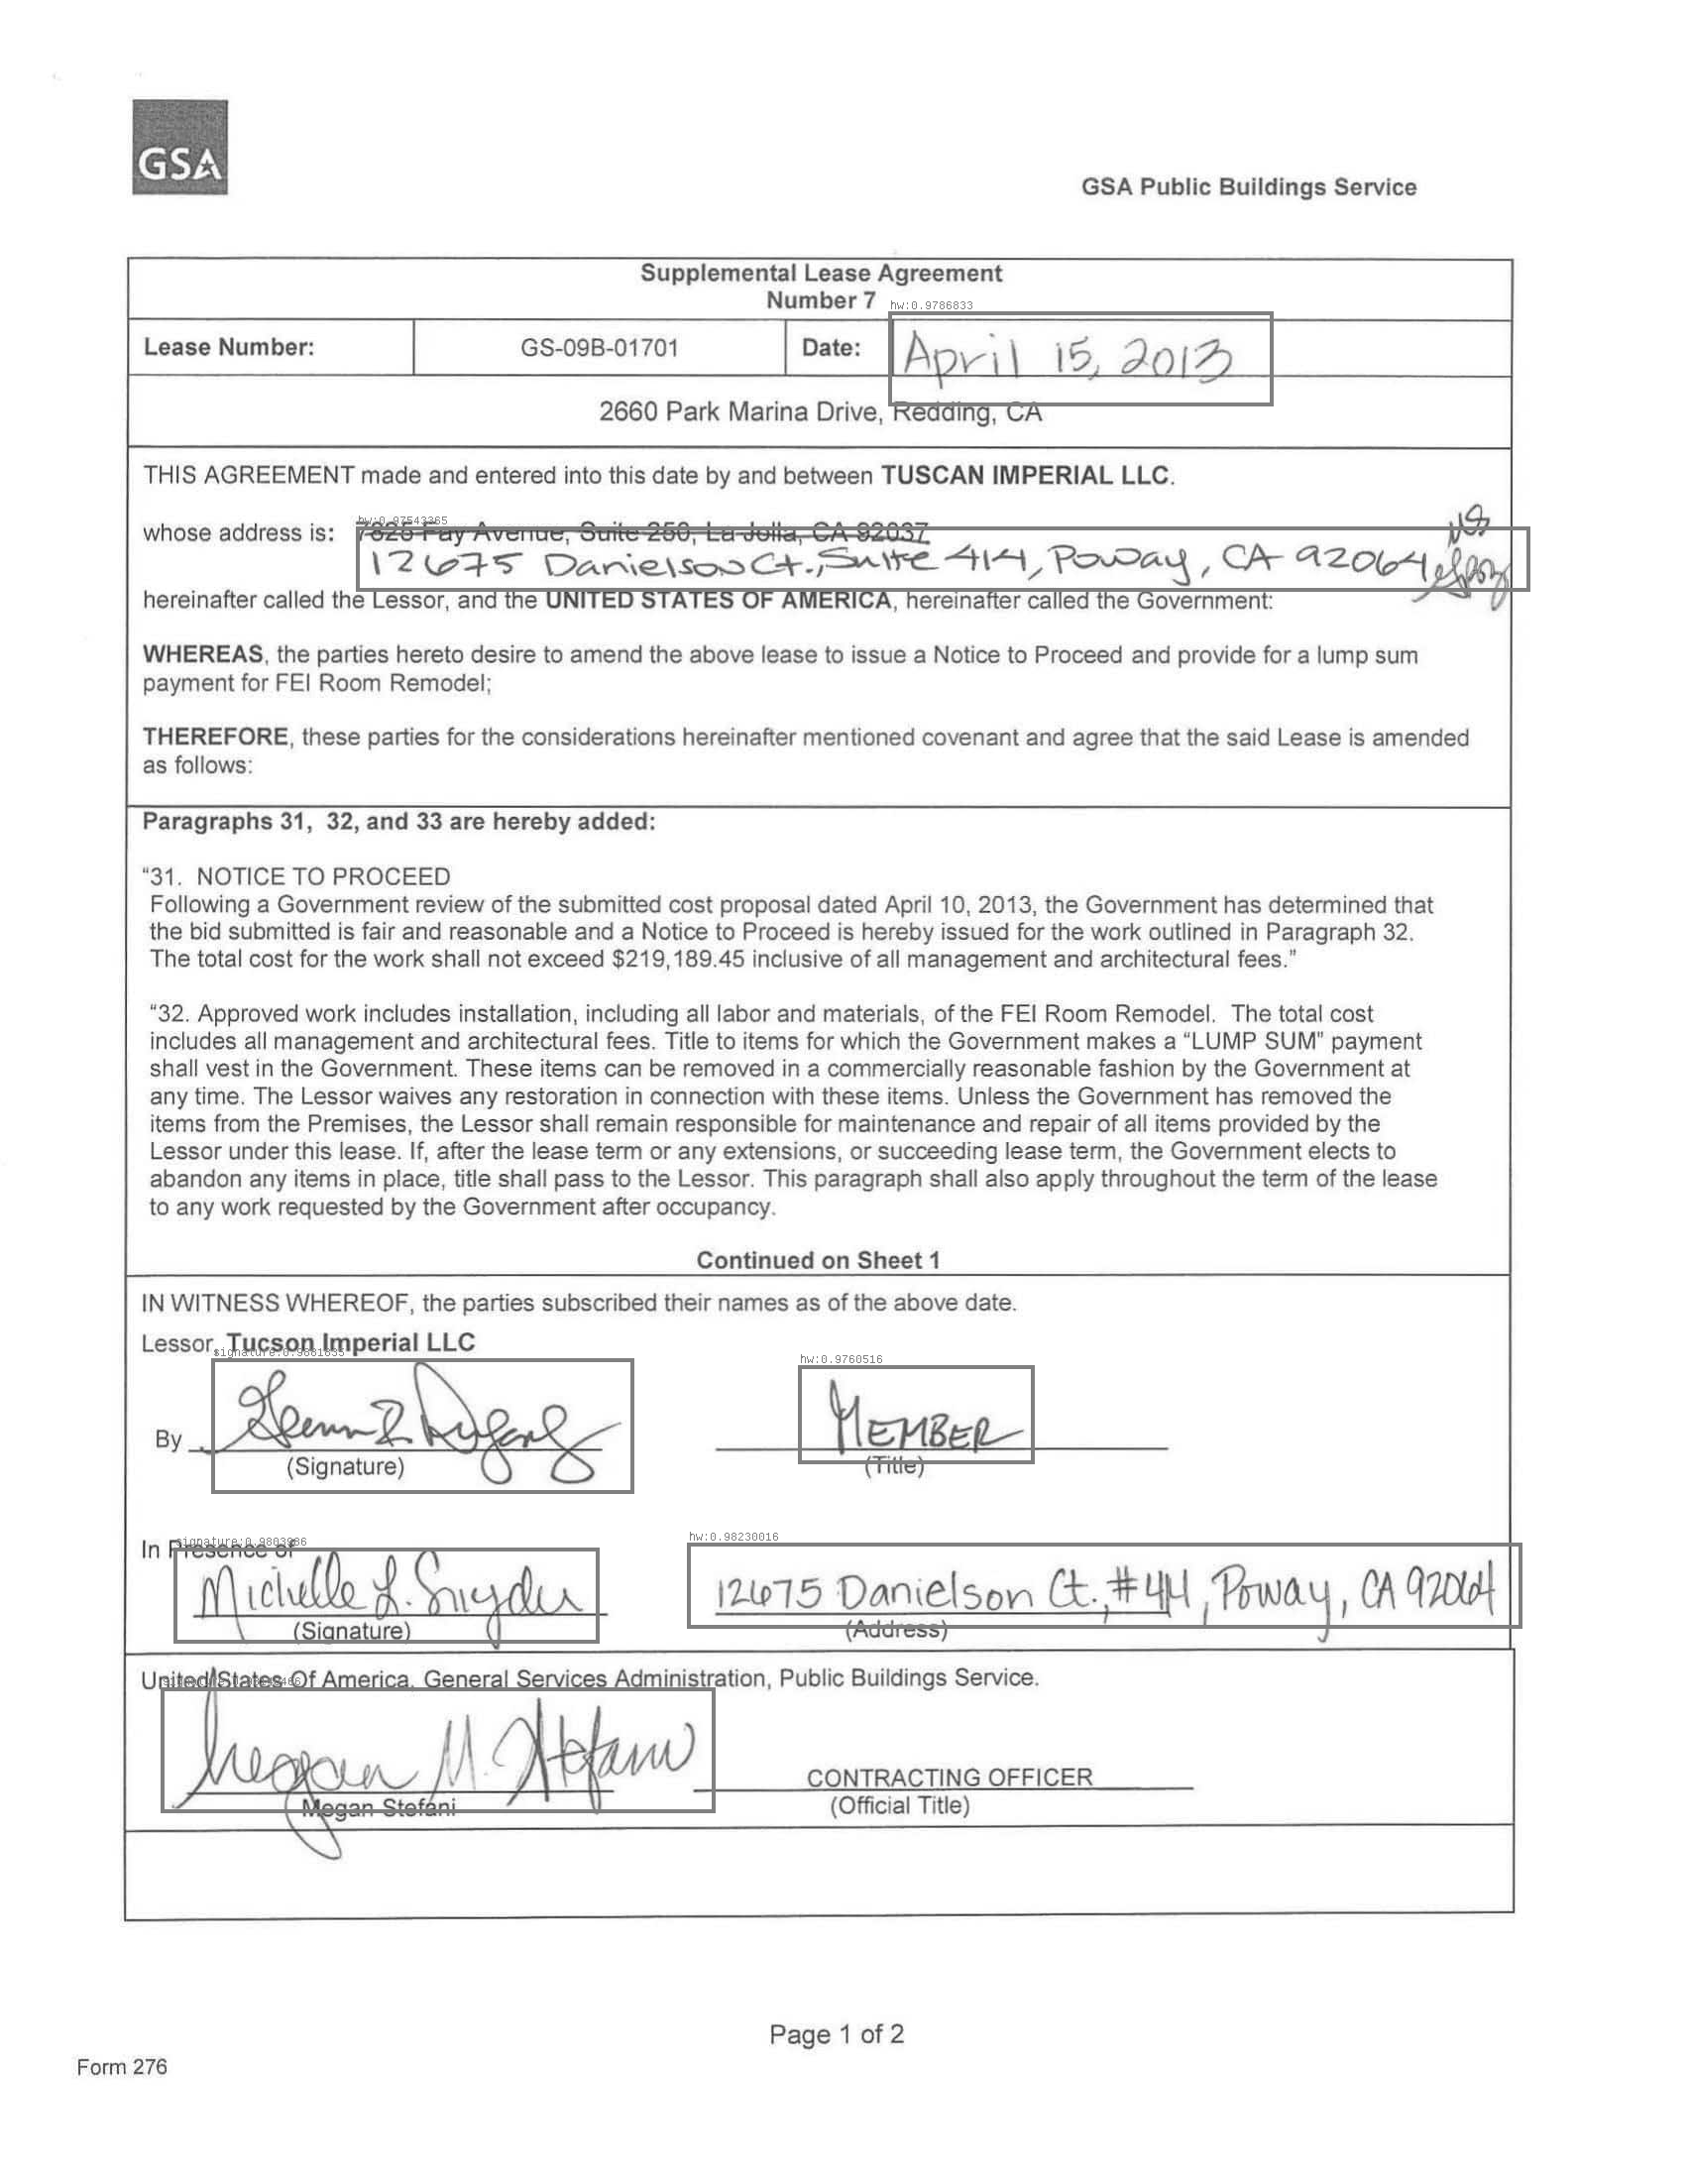 GSA
GSA Public Buildings Service
Supplemental Lease Agreement
Number 7
hw:0.9786833
Lease Number: GS-09B-01701 Date: April 15, 2013
2660 Park Marina Drive, Redding, CA
THIS AGREEMENT made and entered into this date by and between TUSCAN IMPERIAL LLC.
hw:0.97543365
whose address is: 7825 Fay Avenue, Suite 250, La Jolla, CA 92037
12675 Danielson Ct., Suite 414, Poway, CA 92064
hereinafter called the Lessor, and the UNITED STATES OF AMERICA, hereinafter called the Government:
WHEREAS, the parties hereto desire to amend the above lease to issue a Notice to Proceed and provide for a lump sum
payment for FEI Room Remodel;
THEREFORE, these parties for the considerations hereinafter mentioned covenant and agree that the said Lease is amended
as follows:
Paragraphs 31, 32, and 33 are hereby added:
“31. NOTICE TO PROCEED
Following a Government review of the submitted cost proposal dated April 10, 2013, the Government has determined that
the bid submitted is fair and reasonable and a Notice to Proceed is hereby issued for the work outlined in Paragraph 32.
The total cost for the work shall not exceed $219,189.45 inclusive of all management and architectural fees.”
“32. Approved work includes installation, including all labor and materials, of the FEI Room Remodel. The total cost
includes all management and architectural fees. Title to items for which the Government makes a “LUMP SUM” payment
shall vest in the Government. These items can be removed in a commercially reasonable fashion by the Government at
any time. The Lessor waives any restoration in connection with these items. Unless the Government has removed the
items from the Premises, the Lessor shall remain responsible for maintenance and repair of all items provided by the
Lessor under this lease. If, after the lease term or any extensions, or succeeding lease term, the Government elects to
abandon any items in place, title shall pass to the Lessor. This paragraph shall also apply throughout the term of the lease
to any work requested by the Government after occupancy.
Continued on Sheet 1
IN WITNESS WHEREOF, the parties subscribed their names as of the above date.
Lessor, Tucson Imperial LLC
hw:0.9760516
By MEMBER
(Signature) (Title)
hw:0.98230016
In Presence of
Michelle L. Snyder 12675 Danielson Ct., #414, Poway, CA 92064
(Signature) (Address)
United States Of America, General Services Administration, Public Buildings Service.
Megan M. Stefani CONTRACTING OFFICER
Megan Stefani (Official Title)
Page 1 of 2
Form 276